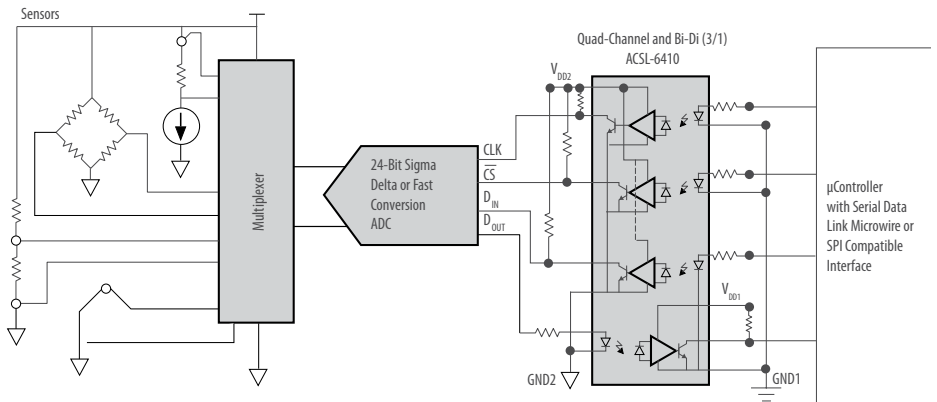 Sensors
Quad-Channel and Bi-Di (3/1)
ACSL-6410
VDD2
Multiplexer
24-Bit Sigma
Delta or Fast
Conversion
ADC
CLK
CS
DIN
DOUT
µController
with Serial Data
Link Microwire or
SPI Compatible
Interface
VDD1
GND2
GND1